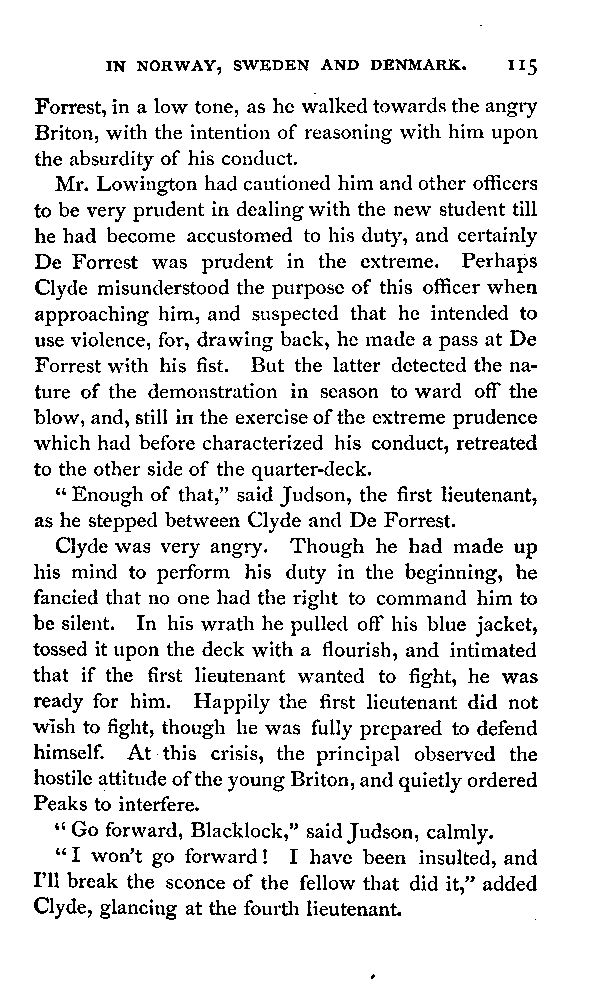 IN NORWAY, SWEDEN AND DENMARK. 115
Forrest, in a low tone, as he walked towards the angry
Briton, with the intention of reasoning with him upon
the absurdity of his conduct.
Mr. Lowington had cautioned him and other officers
to be very prudent in dealing with the new student till
he had become accustomed to his duty, and certainly
De Forrest was prudent in the extreme. Perhaps
Clyde misunderstood the purpose of this officer when
approaching him, and suspected that he intended to
use violence, for, drawing back, he made a pass at De
Forrest with his fist. But the latter detected the na-
ture of the demonstration in season to ward off the
blow, and, still in the exercise of the extreme prudence
which had before characterized his conduct, retreated
to the other side of the quarter-deck.
“Enough of that,” said Judson, the first lieutenant,
as he stepped between Clyde and De Forrest.
Clyde was very angry. Though he had made up
his mind to perform his duty in the beginning, he
fancied that no one had the right to command him to
be silent. In his wrath he pulled off his blue jacket,
tossed it upon the deck with a flourish, and intimated
that if the first lieutenant wanted to fight, he was
ready for him. Happily the first lieutenant did not
wish to fight, though he was fully prepared to defend
himself. At this crisis, the principal observed the
hostile attitude of the young Briton, and quietly ordered
Peaks to interfere.
“Go forward, Blacklock,” said Judson, calmly.
“I won’t go forward! I have been insulted, and
I’ll break the sconce of the fellow that did it,” added
Clyde, glancing at the fourth lieutenant.